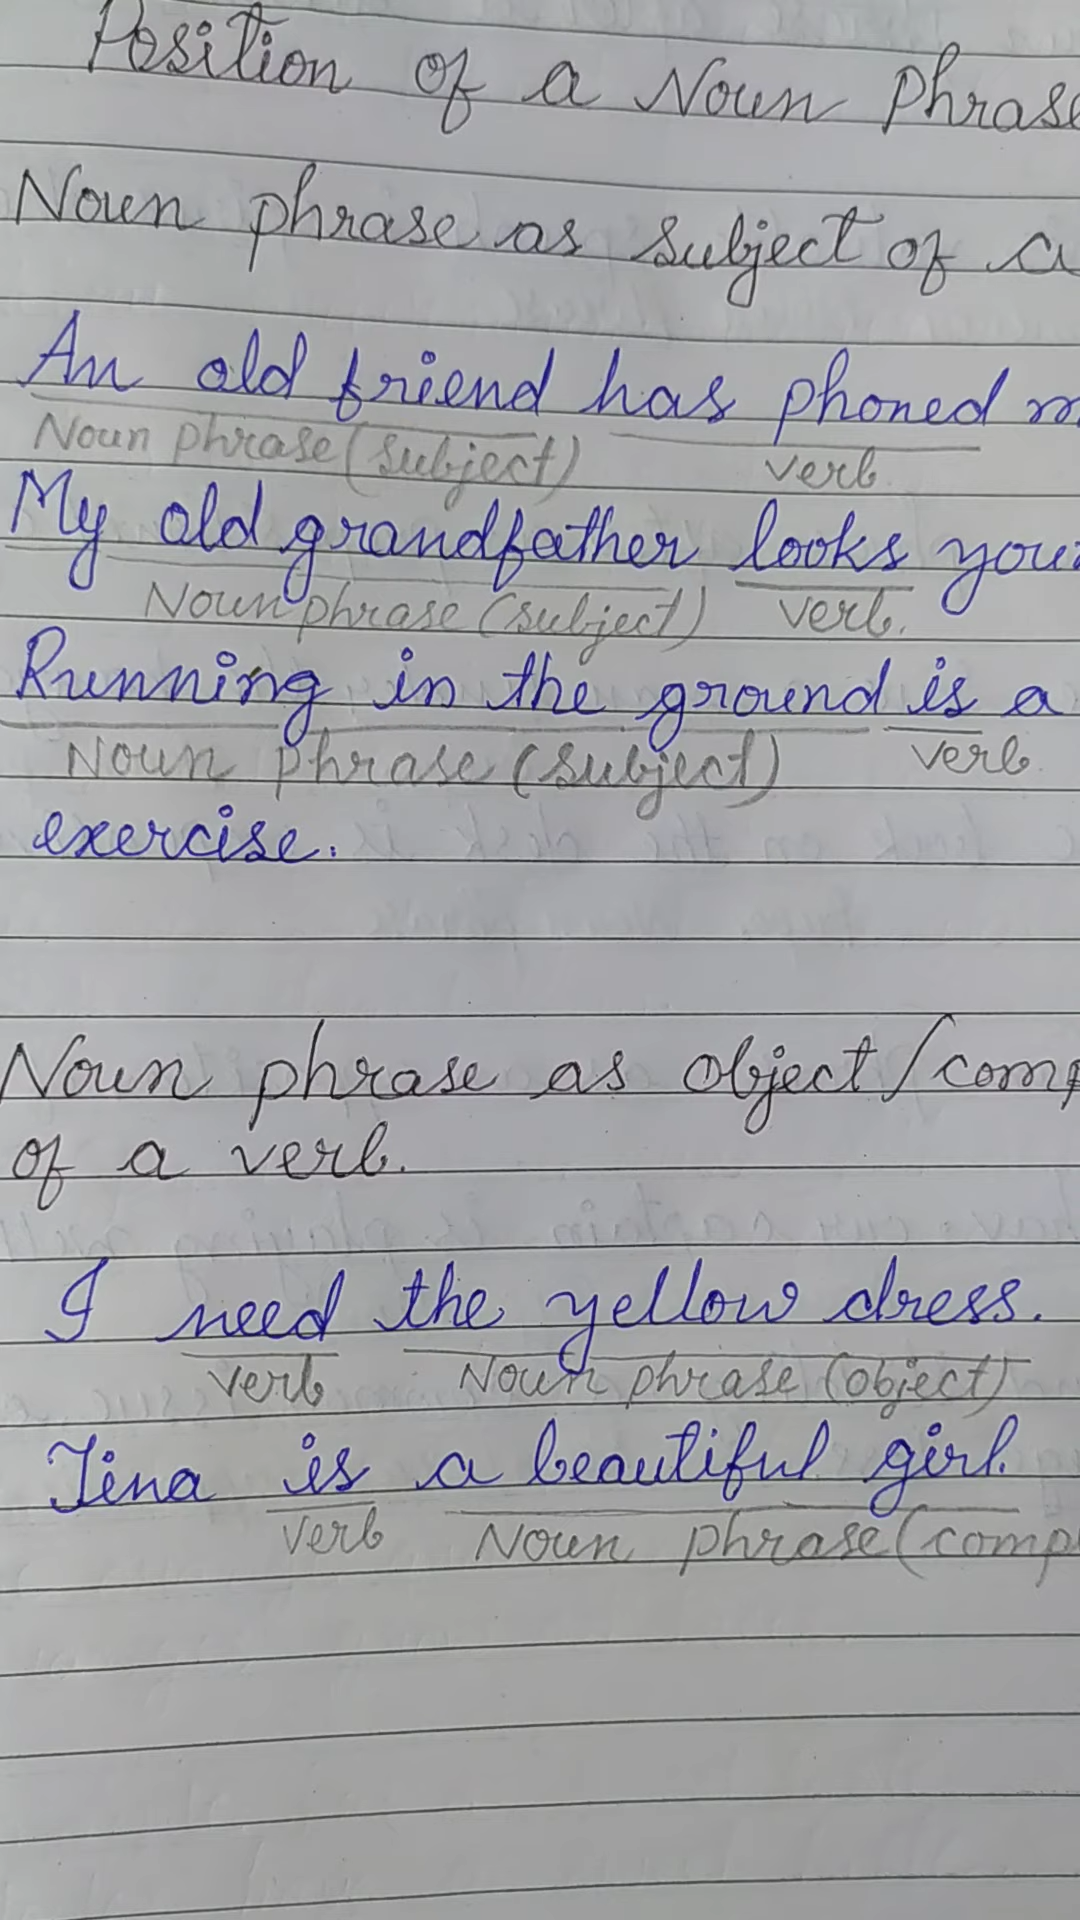 Position of a Noun Phrase
Noun phrase as subject of a
An old friend has phoned
Noun phrase (subject) verb
My old grandfather looks
Noun phrase (subject) verb.
Running in the ground is a
Noun phrase (subject) verb
exercise.
Noun phrase as object/comp
of a verb.
I need the yellow dress.
verb Noun phrase (object)
Tina is a beautiful girl.
verb Noun phrase (comp